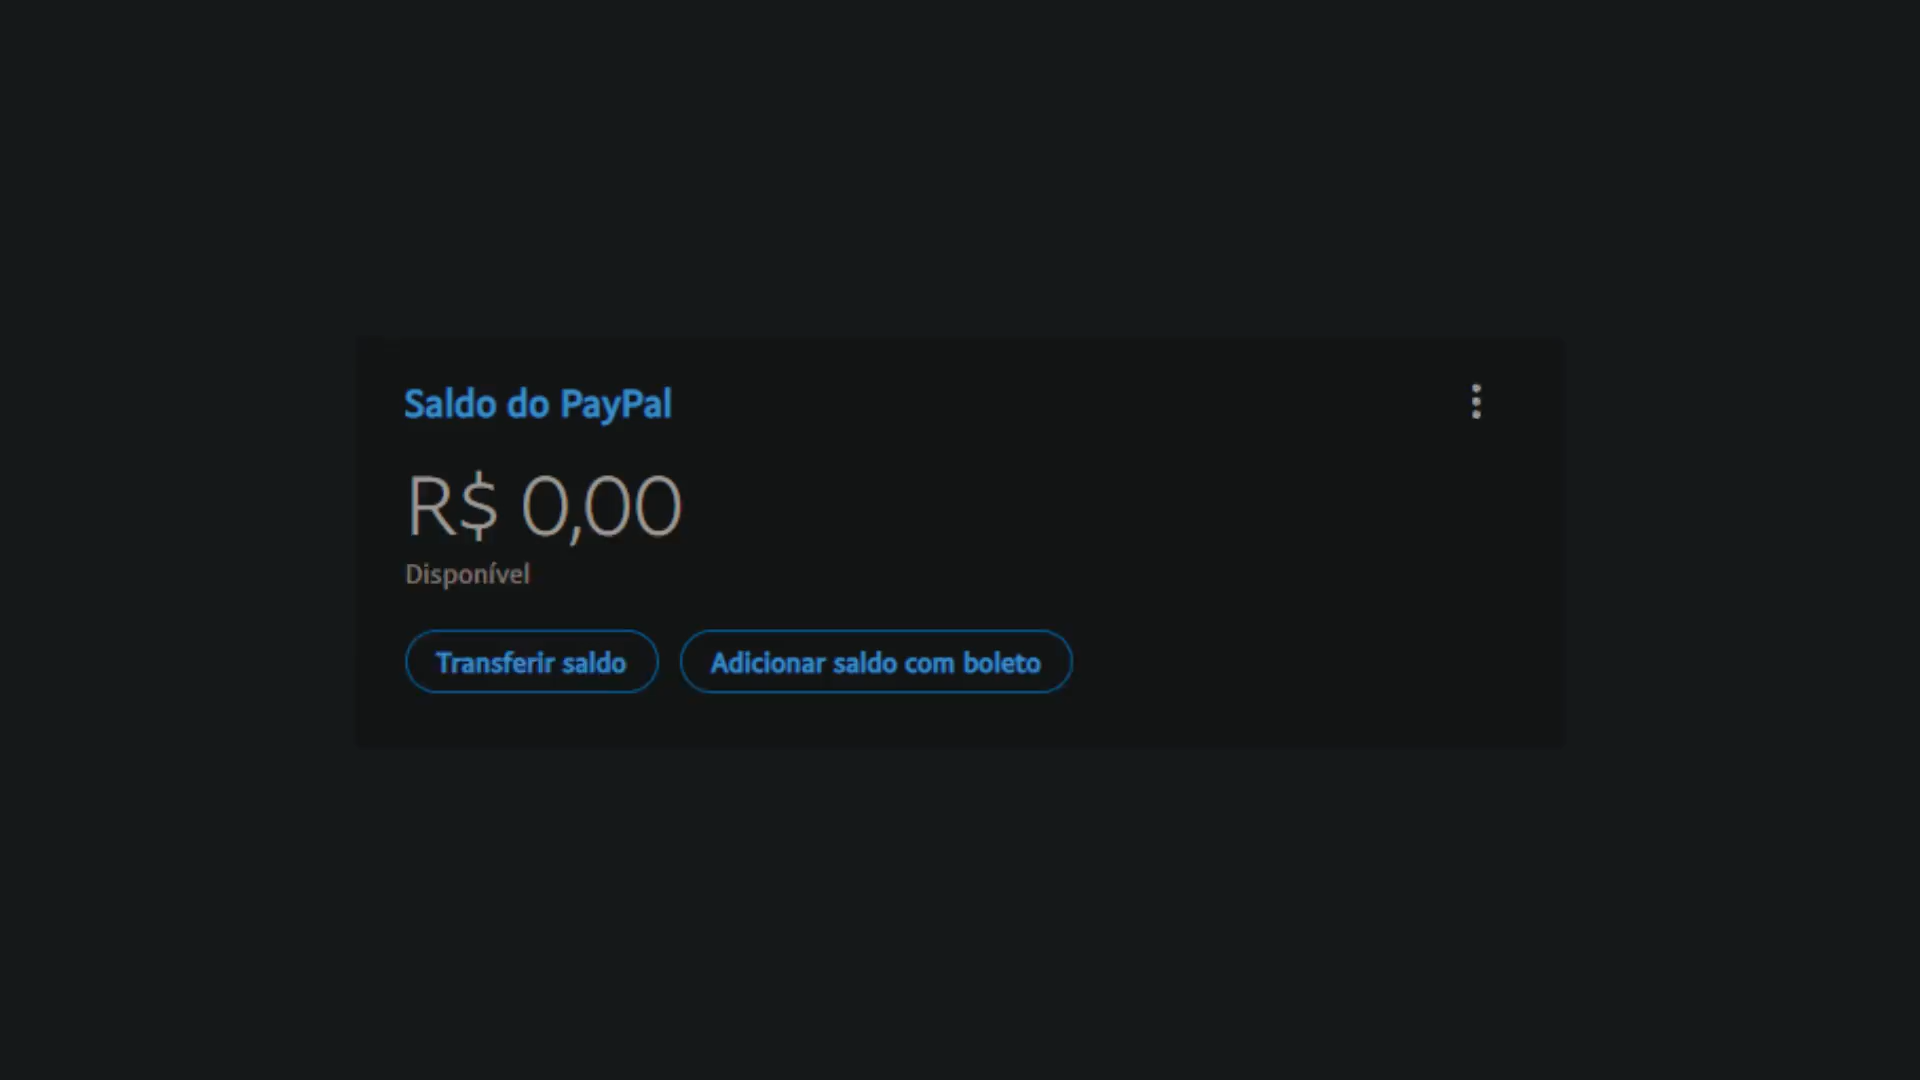 Saldo do PayPal
R$ 0,00
Disponível
Transferir saldo
Adicionar saldo com boleto